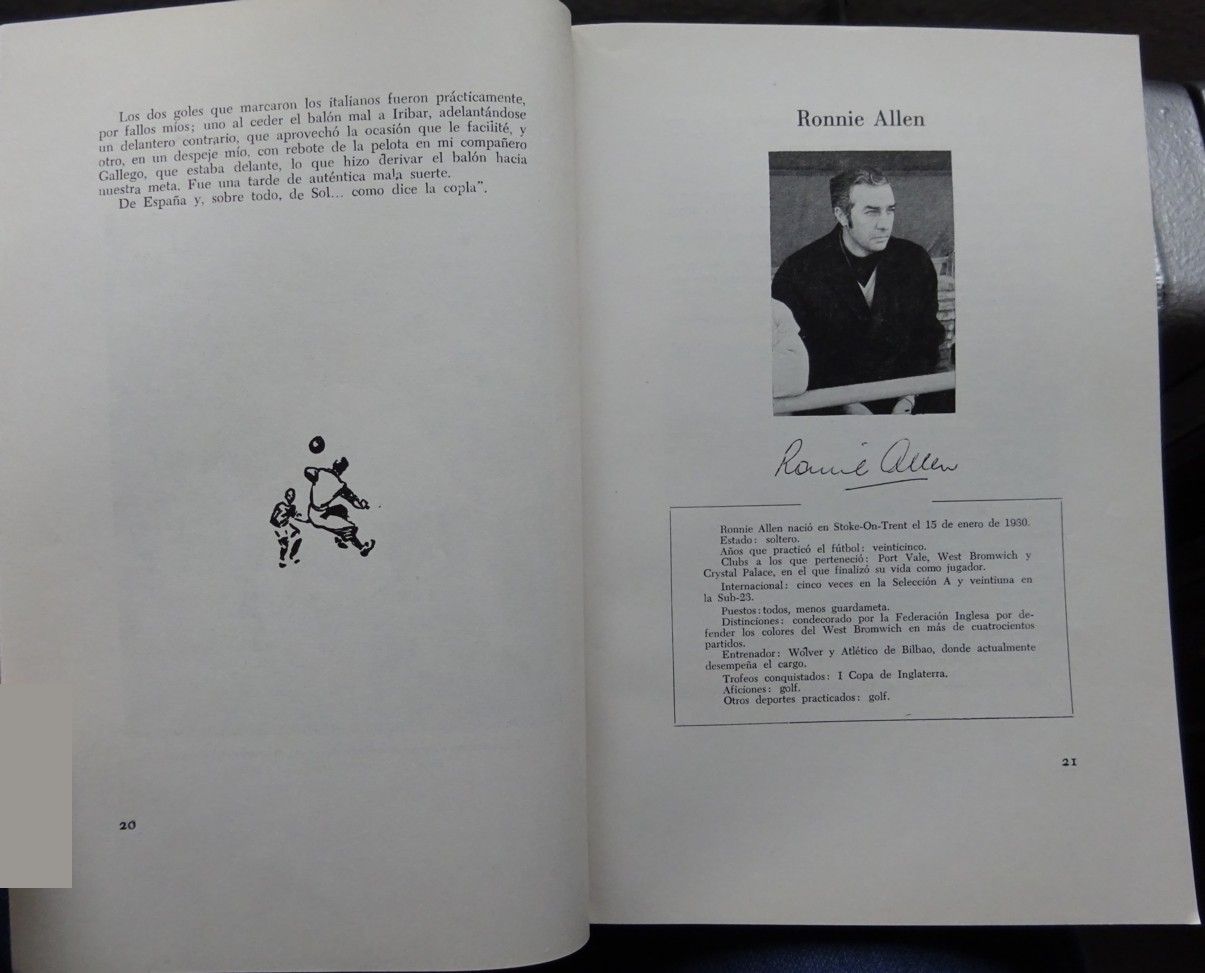 Los dos goles que marcaron los italianos fueron prácticamente,
por fallos míos; uno al ceder el balón mal a Iribar, adelantándose
un delantero contrario, que aprovechó la ocasión que le facilité, y
otro, en un despeje mío, con rebote de la pelota en mi compañero
Gallego, que estaba delante, lo que hizo derivar el balón hacia
nuestra meta. Fue una tarde de auténtica mala suerte.
De España y, sobre todo, de Sol... como dice la copla”.
20
Ronnie Allen
Ronnie Allen
Ronnie Allen nació en Stoke-On-Trent el 15 de enero de 1930.
Estado: soltero.
Años que practicó el fútbol: veinticinco.
Clubs a los que perteneció: Port Vale, West Bromwich y
Crystal Palace, en el que finalizó su vida como jugador.
Internacional: cinco veces en la Selección A y veintiuna en
la Sub-23.
Puestos: todos, menos guardameta.
Distinciones: condecorado por la Federación Inglesa por de-
fender los colores del West Bromwich en más de cuatrocientos
partidos.
Entrenador: Wolver y Atlético de Bilbao, donde actualmente
desempeña el cargo.
Trofeos conquistados: I Copa de Inglaterra.
Aficiones: golf.
Otros deportes practicados: golf.
21